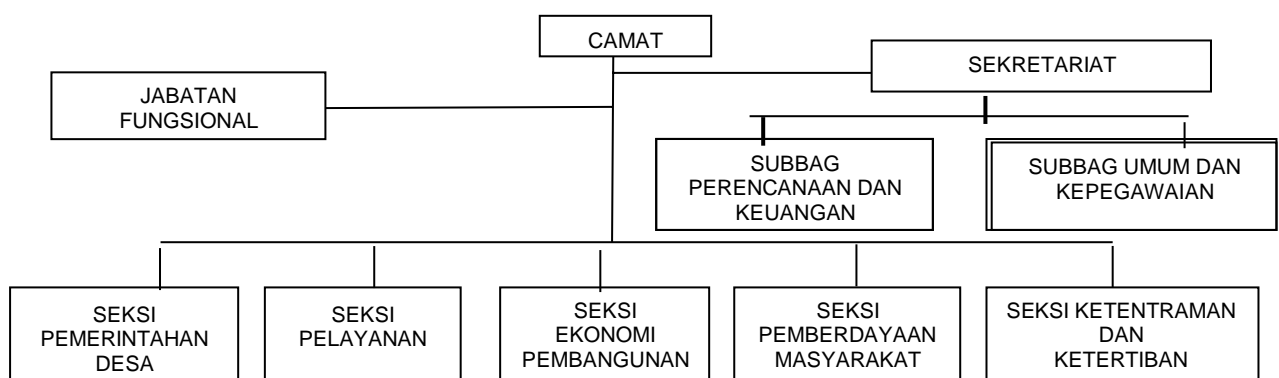 CAMAT
SEKRETARIAT
JABATAN
FUNGSIONAL
SUBBAG
PERENCANAAN DAN
KEUANGAN
SUBBAG UMUM DAN
KEPEGAWAIAN
SEKSI
PEMERINTAHAN
DESA
SEKSI
PELAYANAN
SEKSI
EKONOMI
PEMBANGUNAN
SEKSI
PEMBERDAYAAN
MASYARAKAT
SEKSI KETENTRAMAN
DAN
KETERTIBAN